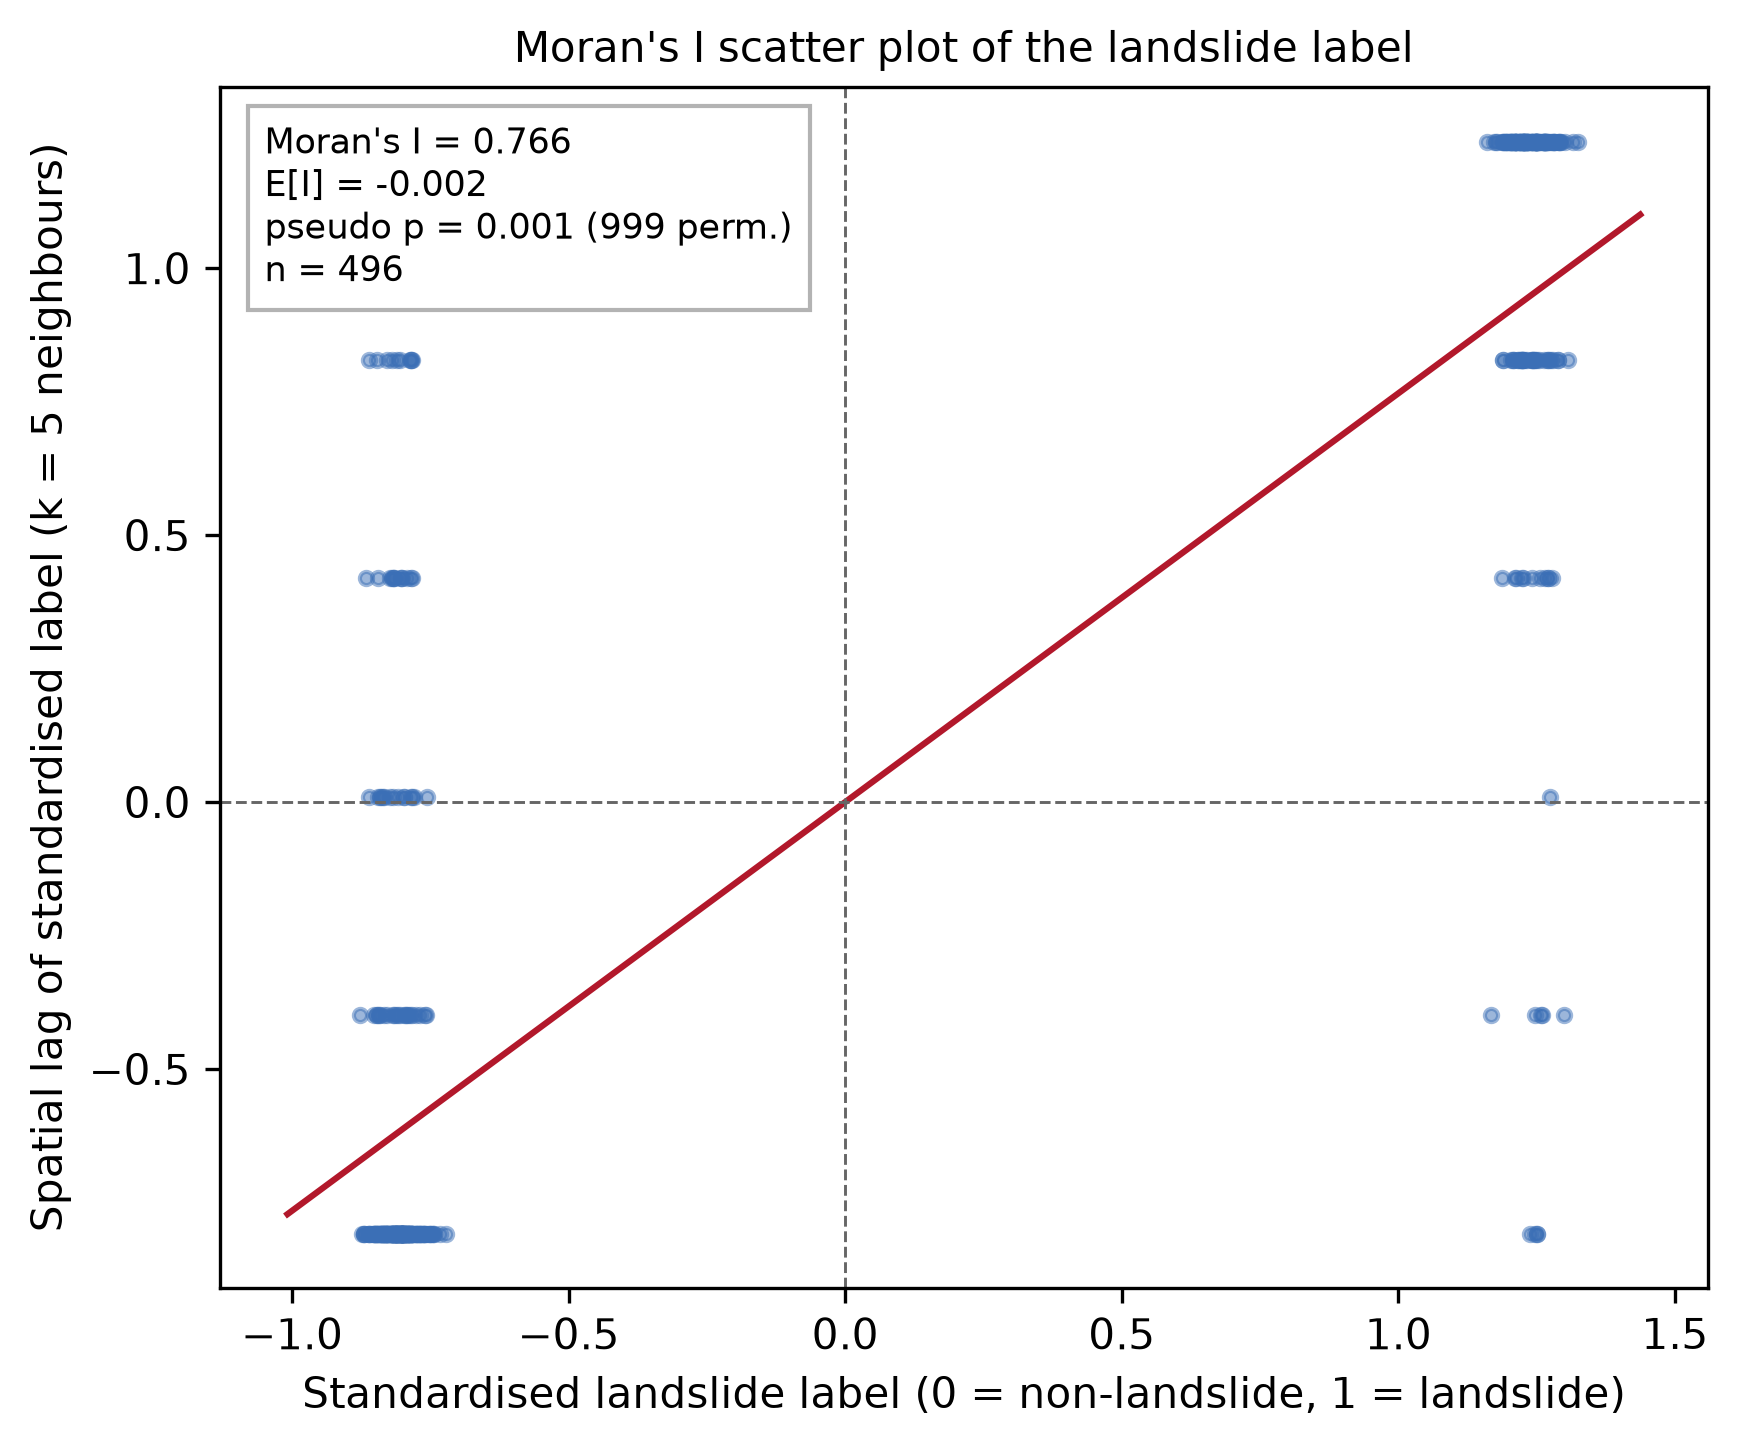 Moran's I scatter plot of the landslide label
Moran's I = 0.766
E[I] = -0.002
pseudo p = 0.001 (999 perm.)
n = 496
Spatial lag of standardised label (k = 5 neighbours)
1.0
0.5
0.0
−0.5
−1.0
−0.5
0.0
0.5
1.0
1.5
Standardised landslide label (0 = non-landslide, 1 = landslide)